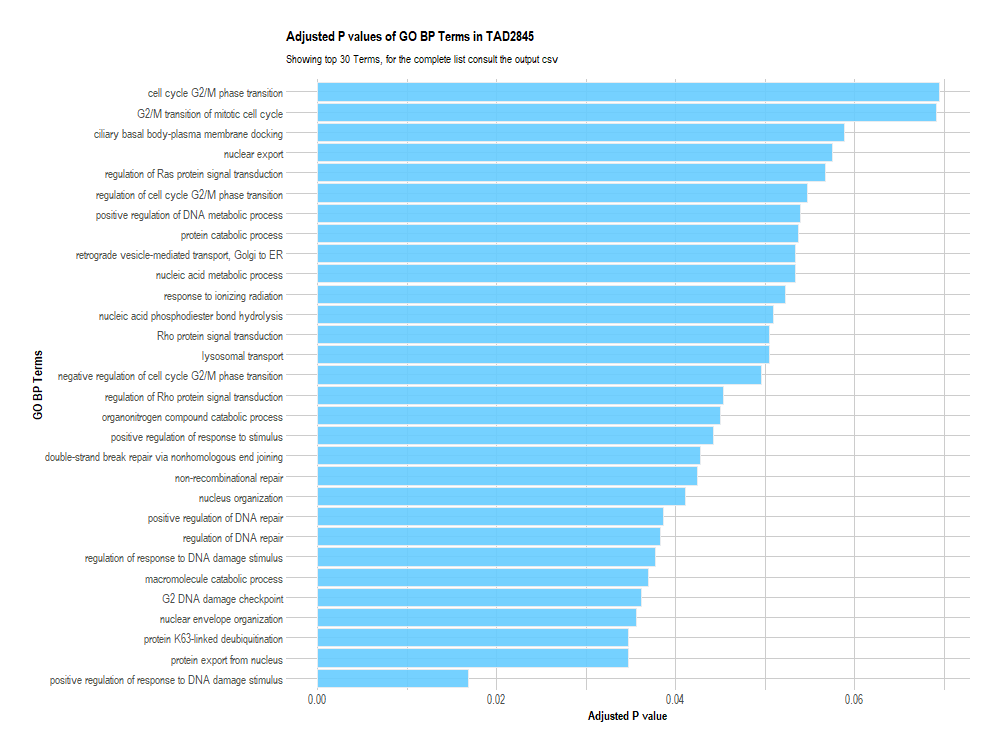 Adjusted P values of GO BP Terms in TAD2845
Showing top 30 Terms, for the complete list consult the output csv
GO BP Terms
cell cycle G2/M phase transition
G2/M transition of mitotic cell cycle
ciliary basal body-plasma membrane docking
nuclear export
regulation of Ras protein signal transduction
regulation of cell cycle G2/M phase transition
positive regulation of DNA metabolic process
protein catabolic process
retrograde vesicle-mediated transport, Golgi to ER
nucleic acid metabolic process
response to ionizing radiation
nucleic acid phosphodiester bond hydrolysis
Rho protein signal transduction
lysosomal transport
negative regulation of cell cycle G2/M phase transition
regulation of Rho protein signal transduction
organonitrogen compound catabolic process
positive regulation of response to stimulus
double-strand break repair via nonhomologous end joining
non-recombinational repair
nucleus organization
positive regulation of DNA repair
regulation of DNA repair
regulation of response to DNA damage stimulus
macromolecule catabolic process
G2 DNA damage checkpoint
nuclear envelope organization
protein K63-linked deubiquitination
protein export from nucleus
positive regulation of response to DNA damage stimulus
0.00 0.02 0.04 0.06
Adjusted P value